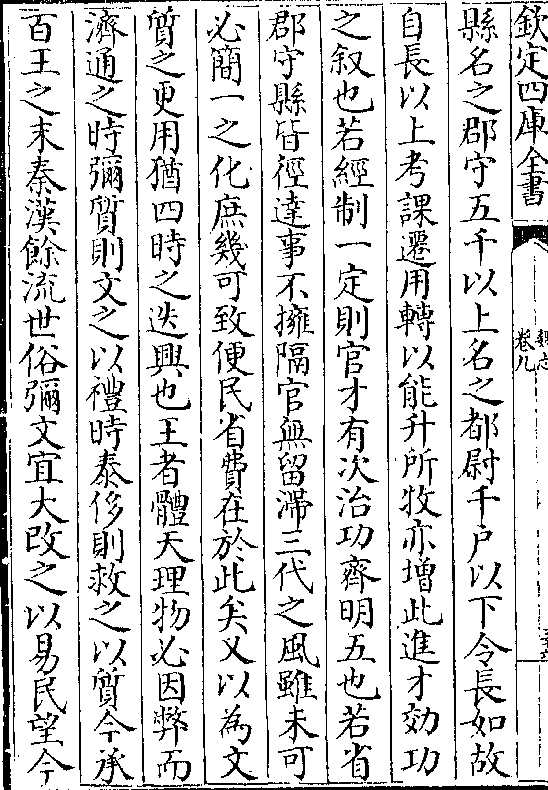 欽定四庫全書
魏志
卷九
縣名之郡守五千以上名之都尉千户以下令長如故
自長以上考課遷用轉以能升所牧亦增此進才効功
之叙也若經制一定則官才有次治功齊明五也若省
郡守縣皆徑達事不擁隔官無留滯三代之風雖未可
必簡一之化庶幾可致便民省費在於此矣又以為文
質之更用猶四時之迭興也王者體天理物必因弊而
濟通之時彌質則文之以禮時泰侈則救之以質今承
百王之末秦漢餘流世俗彌文宜大改之以易民望今